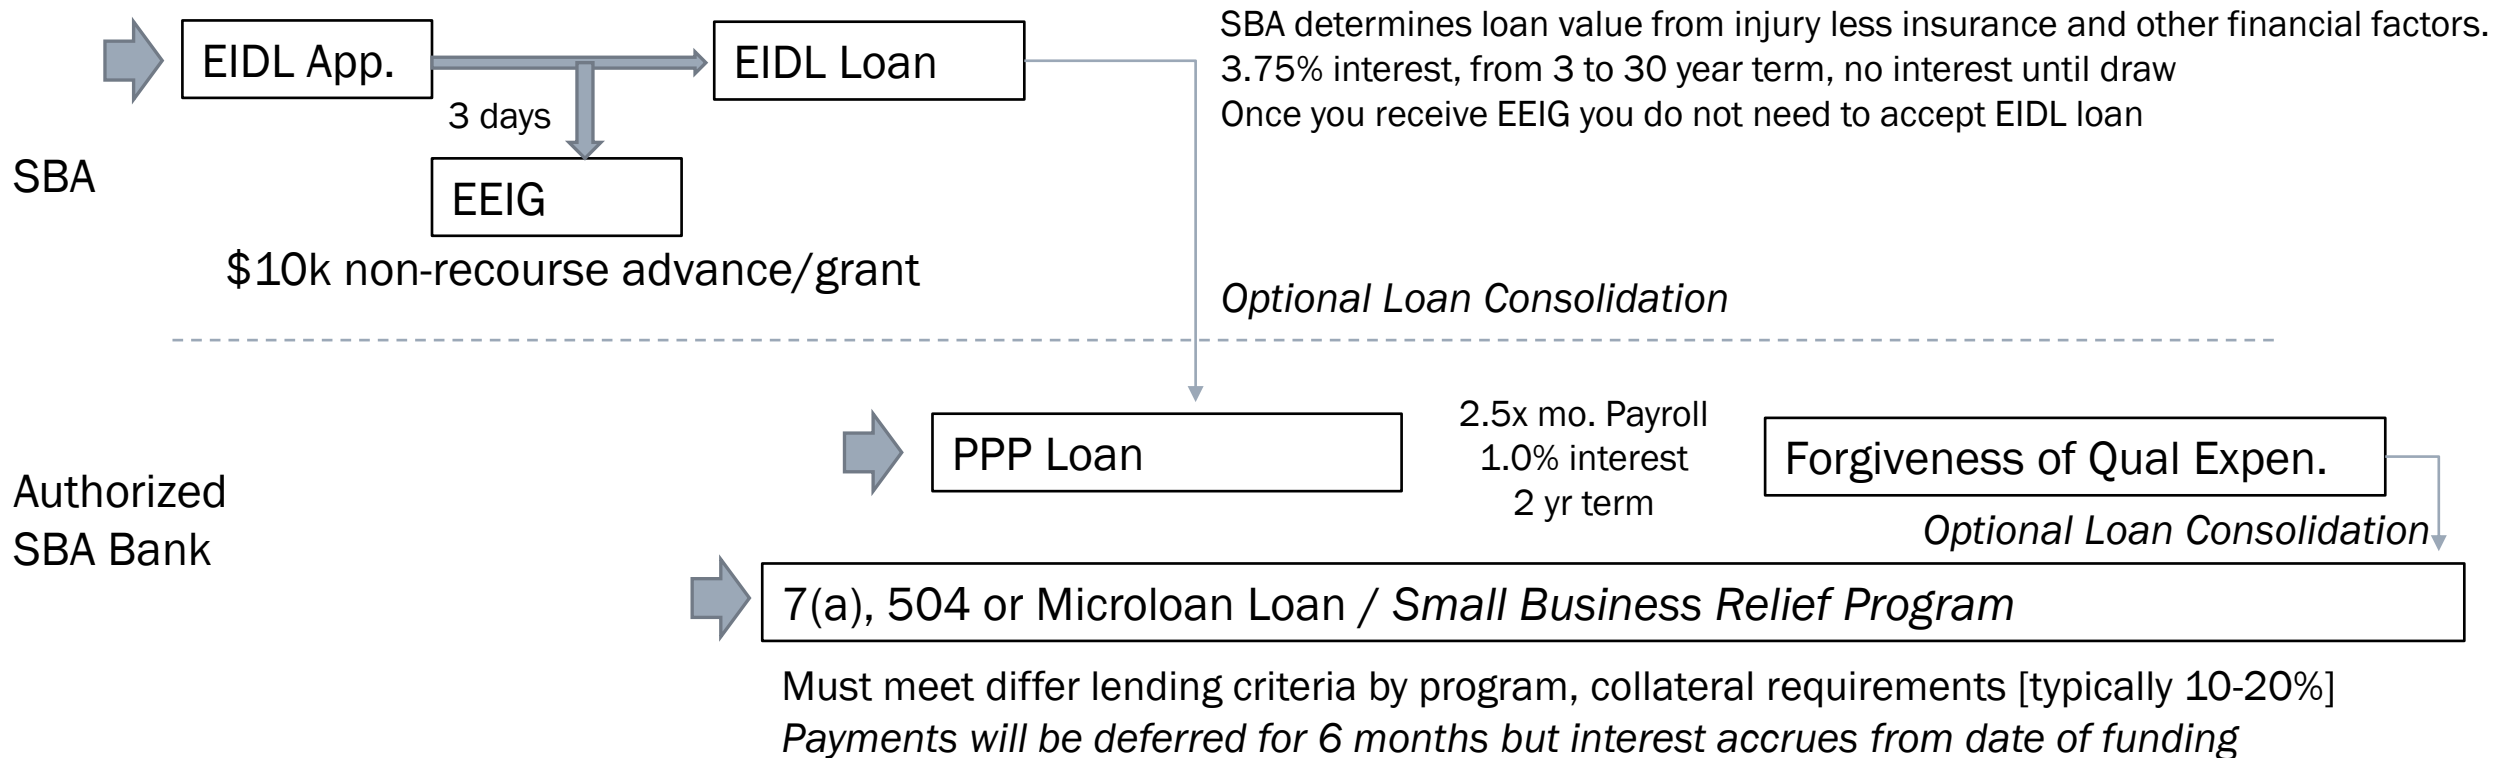 EIDL App.
EIDL Loan
SBA determines loan value from injury less insurance and other financial factors.
3.75% interest, from 3 to 30 year term, no interest until draw
Once you receive EEIG you do not need to accept EIDL loan
3 days
SBA
EEIG
$10k non-recourse advance/grant
Optional Loan Consolidation
Authorized
SBA Bank
PPP Loan
2.5x mo. Payroll
1.0% interest
2 yr term
Forgiveness of Qual Expen.
Optional Loan Consolidation
7(a), 504 or Microloan Loan / Small Business Relief Program
Must meet differ lending criteria by program, collateral requirements [typically 10-20%]
Payments will be deferred for 6 months but interest accrues from date of funding